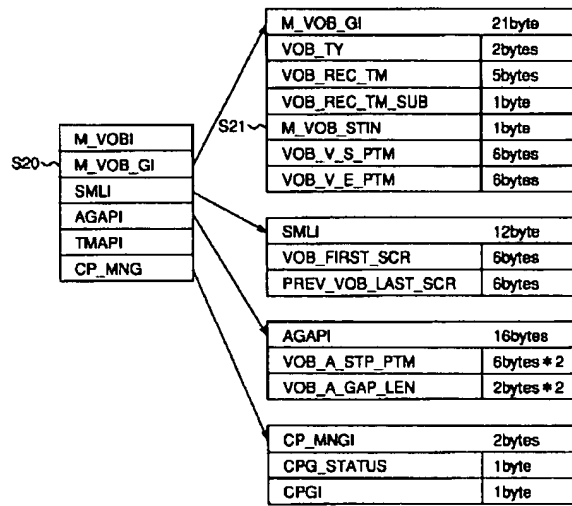 M_VOBI
S20 M_VOB_GI
SMLI
AGAPI
TMAPI
CP_MNG
M_VOB_GI 21byte
VOB_TY 2bytes
VOB_REC_TM 5bytes
VOB_REC_TM_SUB 1byte
S21 M_VOB_STIN 1byte
VOB_V_S_PTM 6bytes
VOB_V_E_PTM 6bytes
SMLI 12byte
VOB_FIRST_SCR 6bytes
PREV_VOB_LAST_SCR 6bytes
AGAPI 16bytes
VOB_A_STP_PTM 6bytes*2
VOB_A_GAP_LEN 2bytes*2
CP_MNGI 2bytes
CPG_STATUS 1byte
CPGI 1byte